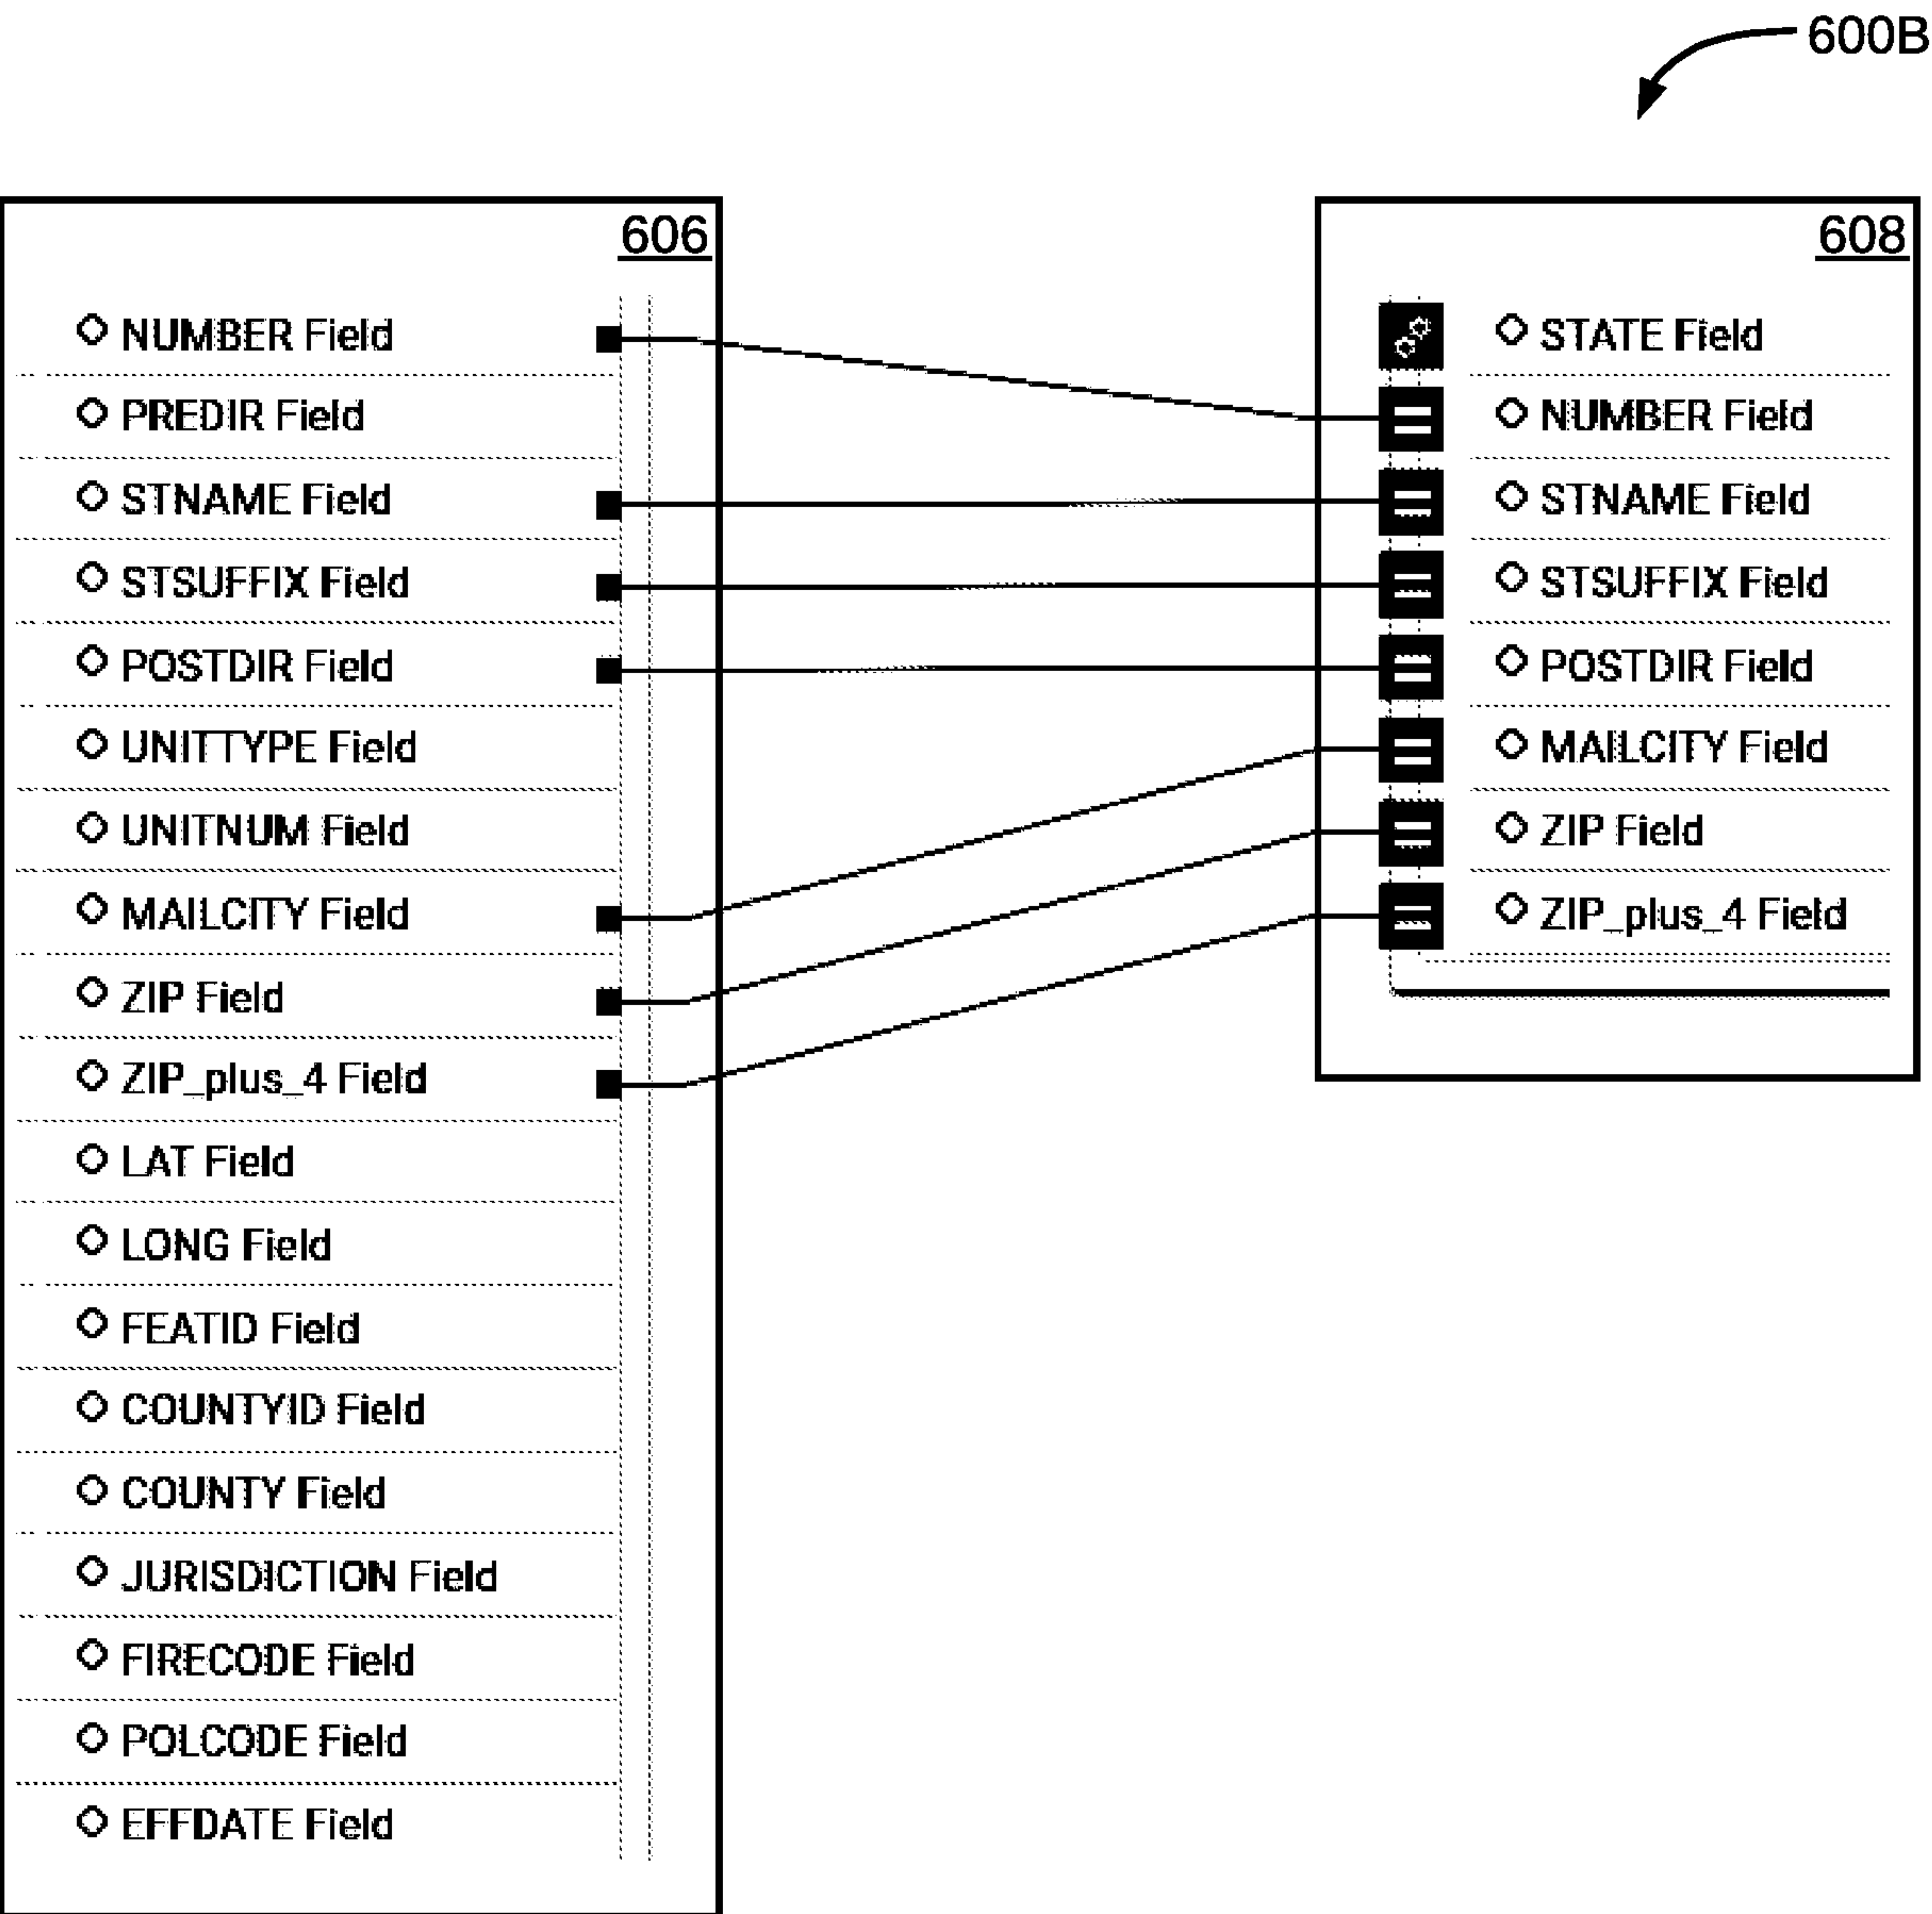 600B
606
NUMBER Field
PREDIR Field
STNAME Field
STSUFFIX Field
POSTDIR Field
UNITTYPE Field
UNITNUM Field
MAILCITY Field
ZIP Field
ZIP_plus_4 Field
LAT Field
LONG Field
FEATID Field
COUNTYID Field
COUNTY Field
JURISDICTION Field
FIRECODE Field
POLCODE Field
EFFDATE Field
608
STATE Field
NUMBER Field
STNAME Field
STSUFFIX Field
POSTDIR Field
MAILCITY Field
ZIP Field
ZIP_plus_4 Field